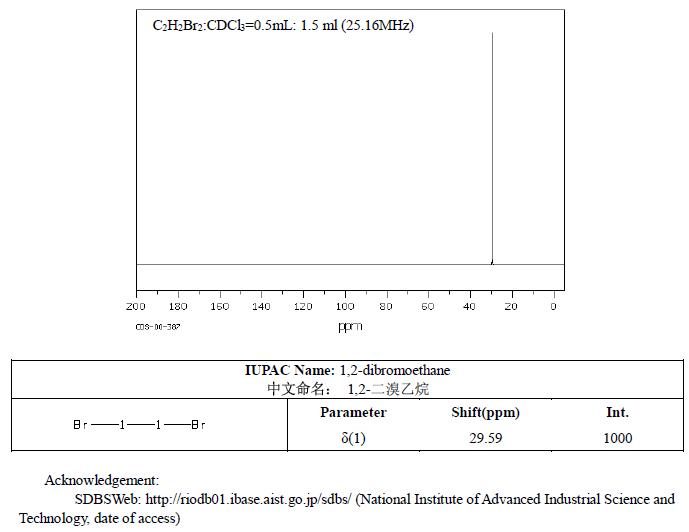 C₂H₂Br₂:CDCl₃=0.5mL: 1.5 ml (25.16MHz)
200 180 160 140 120 100 80 60 40 20 0
CDS-00-387
ppm
IUPAC Name: 1,2-dibromoethane
中文命名： 1,2-二溴乙烷
Parameter Shift(ppm) Int.
Br—1—1—Br
δ(1) 29.59 1000
Acknowledgement:
SDBSWeb: http://riodb01.ibase.aist.go.jp/sdbs/ (National Institute of Advanced Industrial Science and
Technology, date of access)